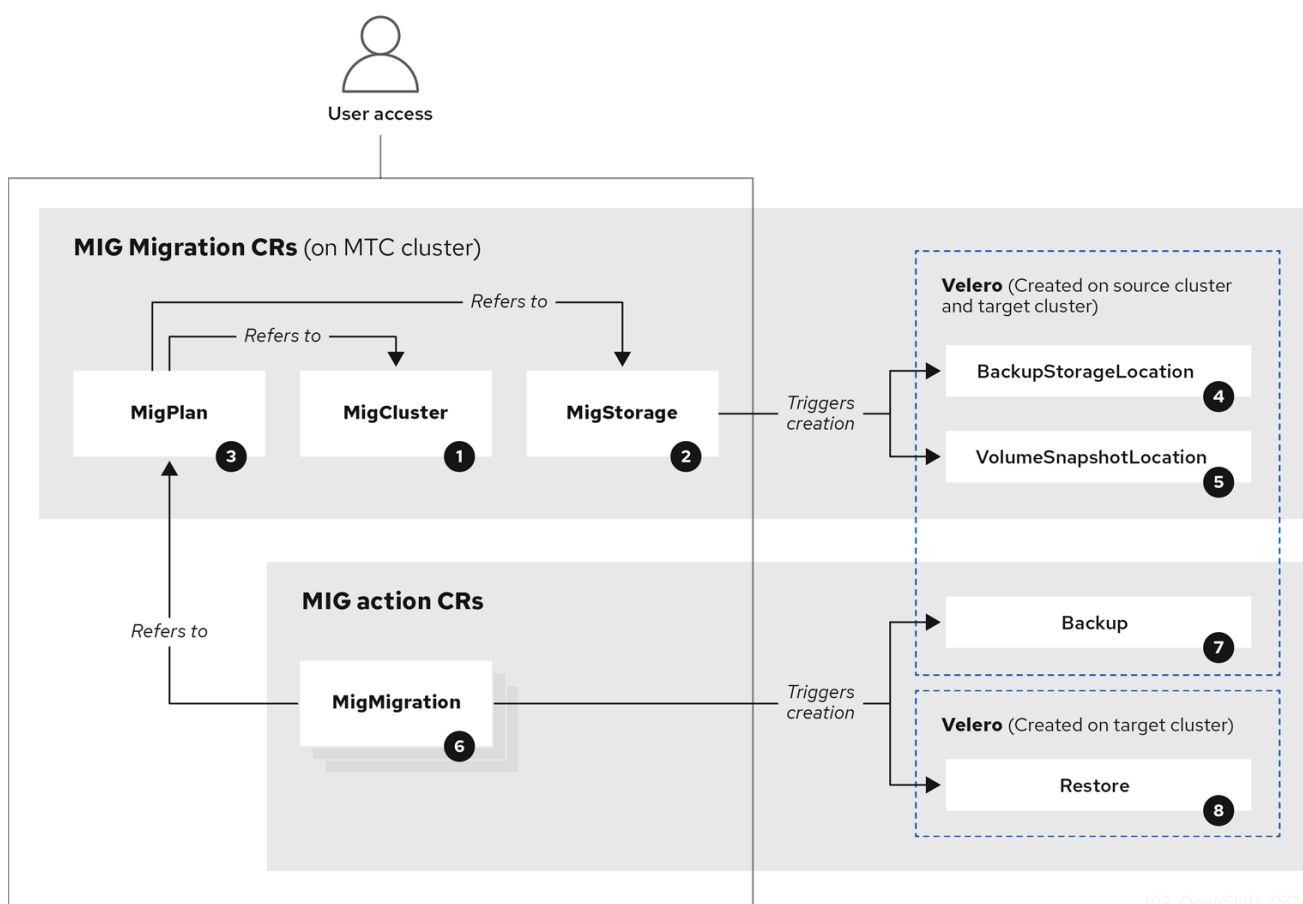 User access
MIG Migration CRs (on MTC cluster)
Refers to
Refers to
MigPlan
3
MigCluster
1
MigStorage
2
Triggers
creation
Velero (Created on source cluster
and target cluster)
BackupStorageLocation
4
VolumeSnapshotLocation
5
Refers to
MIG action CRs
MigMigration
6
Triggers
creation
Backup
7
Velero (Created on target cluster)
Restore
8
102_OpenShift_